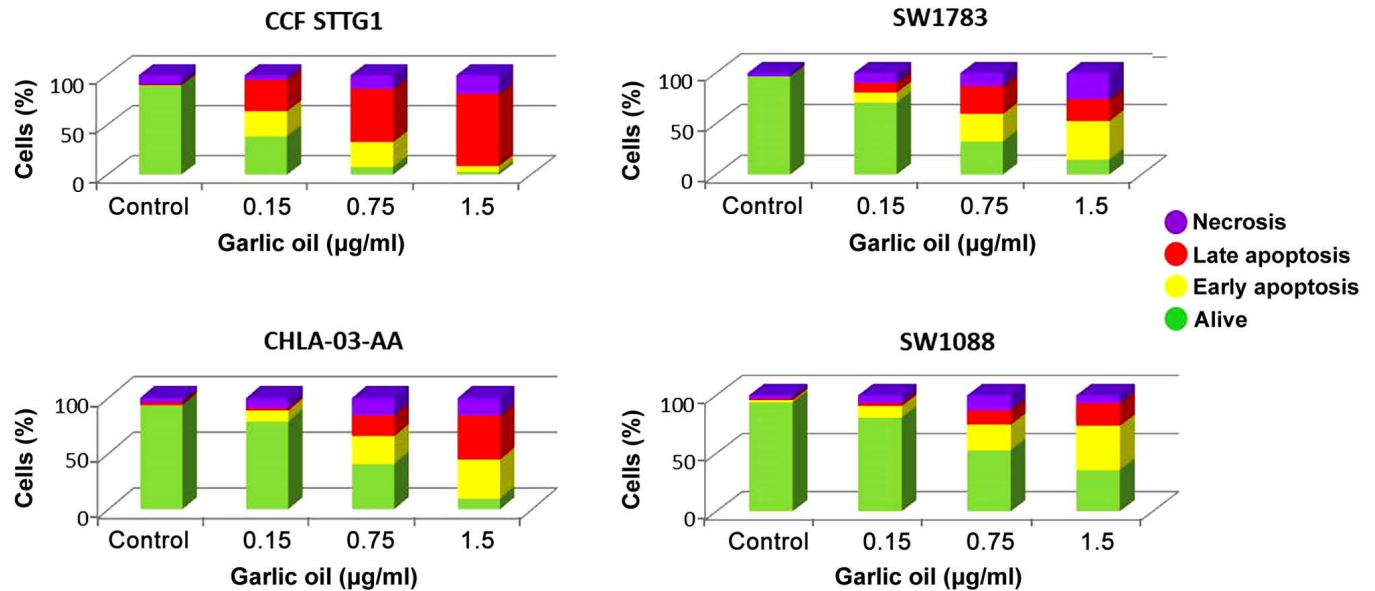 CCF STTG1
Cells (%)
100
50
0
Control 0.15 0.75 1.5
Garlic oil (µg/ml)
SW1783
Cells (%)
100
50
0
Control 0.15 0.75 1.5
Garlic oil (µg/ml)
Necrosis
Late apoptosis
Early apoptosis
Alive
CHLA-03-AA
Cells (%)
100
50
0
Control 0.15 0.75 1.5
Garlic oil (µg/ml)
SW1088
Cells (%)
100
50
0
Control 0.15 0.75 1.5
Garlic oil (µg/ml)